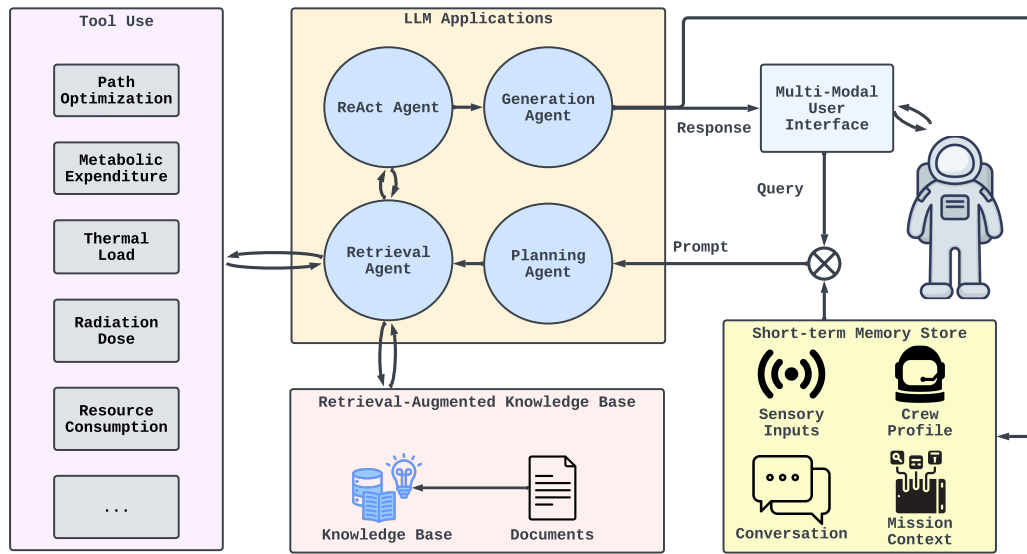 Tool Use
Path
Optimization
Metabolic
Expenditure
Thermal
Load
Radiation
Dose
Resource
Consumption
...
LLM Applications
ReAct Agent
Generation
Agent
Retrieval
Agent
Planning
Agent
Retrieval-Augmented Knowledge Base
Knowledge Base
Documents
Response
Multi-Modal
User
Interface
Query
Prompt
Short-term Memory Store
Sensory
Inputs
Crew
Profile
Conversation
Mission
Context